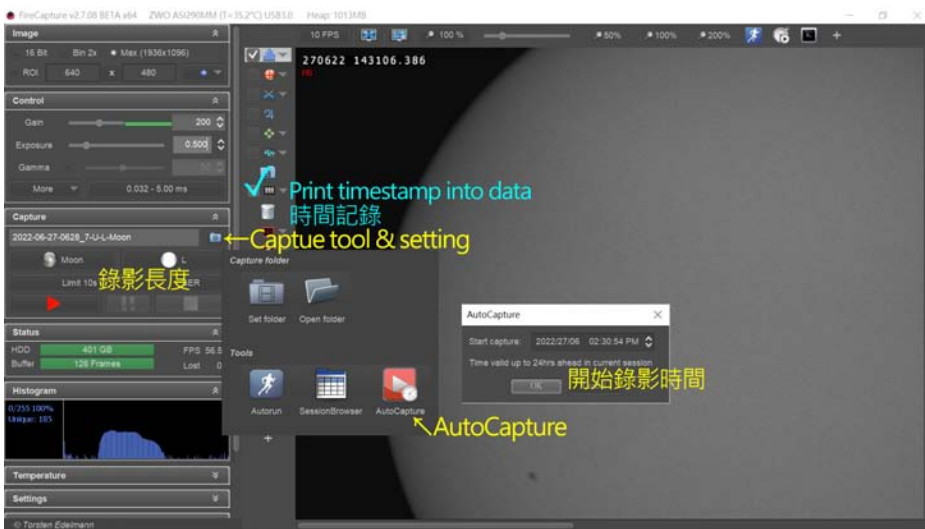 FireCapture v2.7.08 BETA x64 ZWO ASI290MM (T=35.2°C) USB3.0 Heap: 1013MB
Image
16 Bit Bin 2x Max (1936x1096)
ROI 640 x 480
Control
Gain 200
Exposure 0.500
Gamma 50
More 0.032 - 5.00 ms
Capture
2022-06-27-0628_7-U-L-Moon
Moon L
Limit 10s
錄影長度
Status
HDD 401 GB FPS 56.5
Buffer 126 Frames Lost 0
Histogram
0/255 100%
Unique: 185
Temperature
Settings
© Torsten Edelmann
10 FPS 100 % 50% 100% 200%
270622 143106.386
Print timestamp into data
時間記錄
←Captue tool & setting
Capture folder
Set folder Open folder
Tools
Autorun SessionBrowser AutoCapture
↖AutoCapture
AutoCapture
Start capture: 2022/27/06 02:30:54 PM
Time valid up to 24hrs ahead in current session
OK
開始錄影時間